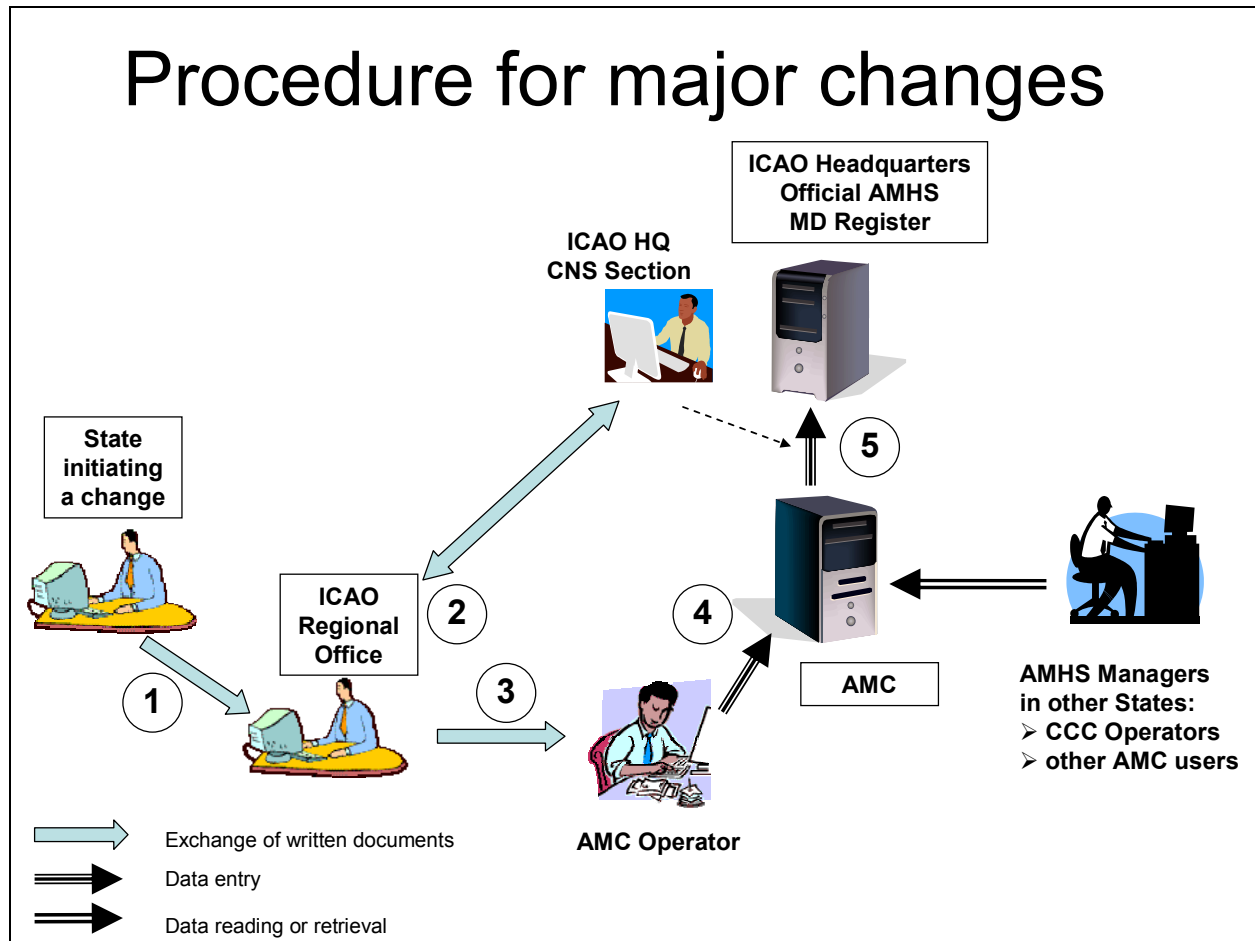 Procedure for major changes
ICAO Headquarters
Official AMHS
MD Register
ICAO HQ
CNS Section
5
State
initiating
a change
ICAO
Regional
Office
2
4
1
3
AMC
AMHS Managers
in other States:
➢ CCC Operators
➢ other AMC users
AMC Operator
Exchange of written documents
Data entry
Data reading or retrieval